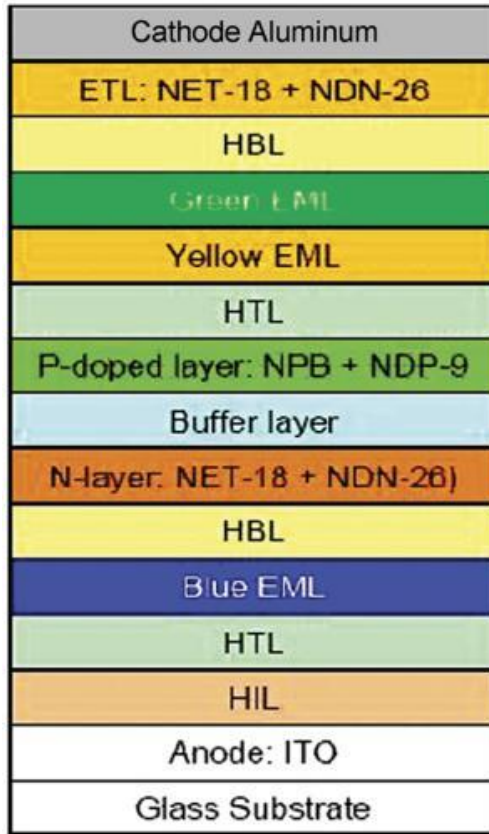 Cathode Aluminum
ETL: NET-18 + NDN-26
HBL
Green EML
Yellow EML
HTL
P-doped layer: NPB + NDP-9
Buffer layer
N-layer: NET-18 + NDN-26)
HBL
Blue EML
HTL
HIL
Anode: ITO
Glass Substrate